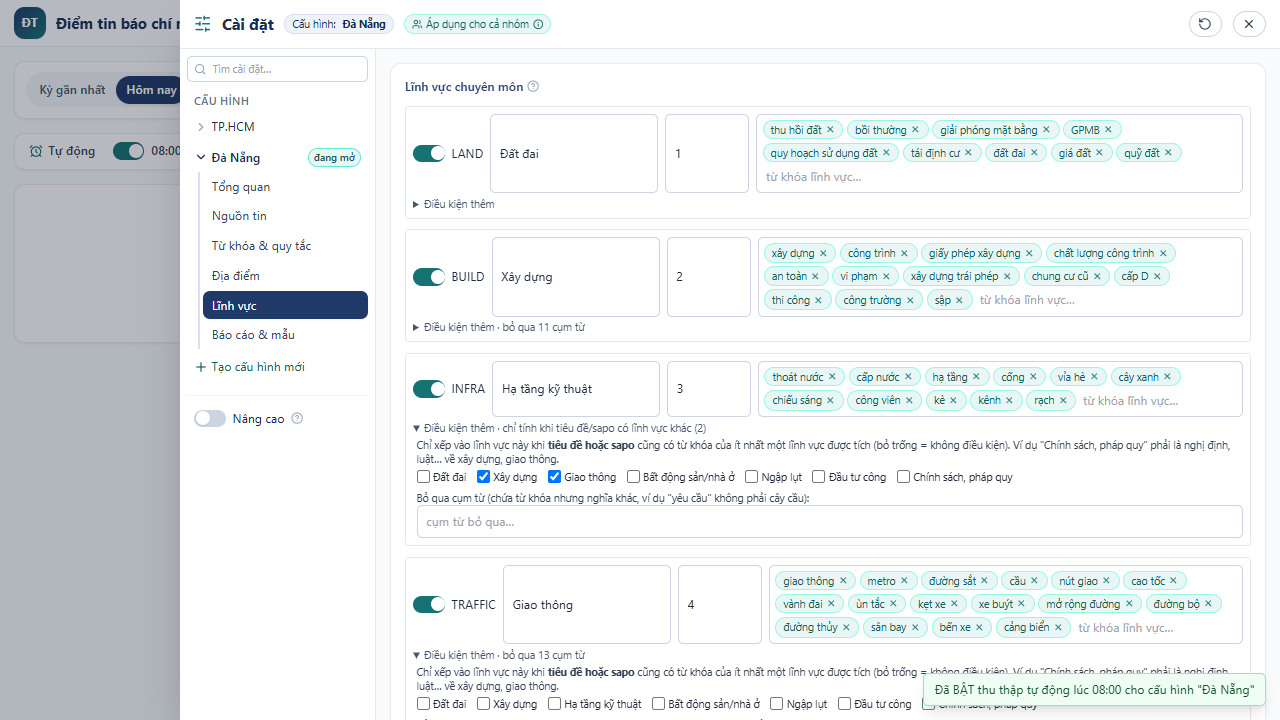 ĐT Điểm tin báo chí
Kỳ gần nhất Hôm nay
Tự động 08:00
Cài đặt Cấu hình: Đà Nẵng Áp dụng cho cả nhóm
Tìm cài đặt...
CẤU HÌNH
TP.HCM
Đà Nẵng đang mở
Tổng quan
Nguồn tin
Từ khóa & quy tắc
Địa điểm
Lĩnh vực
Báo cáo & mẫu
Tạo cấu hình mới
Nâng cao
Lĩnh vực chuyên môn
LAND Đất đai 1
thu hồi đất × bồi thường × giải phóng mặt bằng × GPMB ×
quy hoạch sử dụng đất × tái định cư × đất đai × giá đất × quỹ đất ×
từ khóa lĩnh vực...
▶ Điều kiện thêm
BUILD Xây dựng 2
xây dựng × công trình × giấy phép xây dựng × chất lượng công trình ×
an toàn × vi phạm × xây dựng trái phép × chung cư cũ × cấp D ×
thi công × công trường × sập × từ khóa lĩnh vực...
▶ Điều kiện thêm · bỏ qua 11 cụm từ
INFRA Hạ tầng kỹ thuật 3
thoát nước × cấp nước × hạ tầng × cống × vỉa hè × cây xanh ×
chiếu sáng × công viên × kè × kênh × rạch × từ khóa lĩnh vực...
▼ Điều kiện thêm · chỉ tính khi tiêu đề/sapo có lĩnh vực khác (2)
Chỉ xếp vào lĩnh vực này khi tiêu đề hoặc sapo cũng có từ khóa của ít nhất một lĩnh vực được tích (bỏ trống = không điều kiện). Ví dụ "Chính sách, pháp quy" phải là nghị định,
luật... về xây dựng, giao thông.
Đất đai Xây dựng Giao thông Bất động sản/nhà ở Ngập lụt Đầu tư công Chính sách, pháp quy
Bỏ qua cụm từ (chứa từ khóa nhưng nghĩa khác, ví dụ "yêu cầu" không phải cây cầu):
cụm từ bỏ qua...
TRAFFIC Giao thông 4
giao thông × metro × đường sắt × cầu × nút giao × cao tốc ×
vành đai × ùn tắc × kẹt xe × xe buýt × mở rộng đường × đường bộ ×
đường thủy × sân bay × bến xe × cảng biển × từ khóa lĩnh vực...
▼ Điều kiện thêm · bỏ qua 13 cụm từ
Chỉ xếp vào lĩnh vực này khi tiêu đề hoặc sapo cũng có từ khóa của ít nhất một lĩnh vực được tích (bỏ trống = không điều kiện). Ví dụ "Chính sách, pháp quy" phải là nghị định,
luật... về xây dựng, giao thông.
Đất đai Xây dựng Hạ tầng kỹ thuật Bất động sản/nhà ở Ngập lụt Đầu tư công Chính sách, pháp quy
Đã BẬT thu thập tự động lúc 08:00 cho cấu hình "Đà Nẵng"